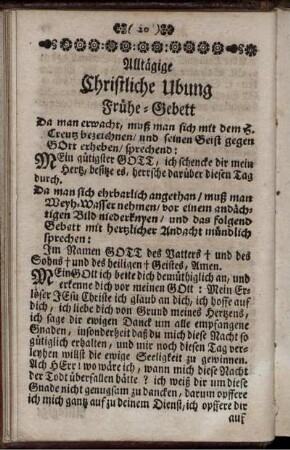 ( 20 )
Alltägige
Christliche Ubung
Frühe-Gebett
Da man erwacht, muß man sich mit dem H.
Creutz bezeichnen/ und seinen Geist gegen
GOtt erheben/ sprechend:
MEin gütigster GOTT, ich schencke dir mein
Hertz, besitze es, herrsche darüber diesen Tag
durch.
Da man sich ehrbarlich angethan/ muß man
Weyh-Wasser nehmen/ vor einem andäch-
tigen Bild niederknyen/ und das folgend
Gebett mit hertzlicher Andacht mündlich
sprechen:
Im Namen GOTT des Vatters † und des
Sohns † und des heiligen † Geistes, Amen.
MEin GOtt ich bette dich demüthiglich an, und
erkenne dich vor meinen GOtt: Mein Er-
löser JEsu Christe ich glaub an dich, ich hoffe auf
dich, ich liebe dich von Grund meines Hertzens,
ich sage dir ewigen Danck um alle empfangene
Gnaden, insonderheit daß du mich diese Nacht so
gütiglich erhalten, und mir noch diesen Tag ver-
leyhen willst die ewige Seeligkeit zu gewinnen.
Ach HErr! wo wäre ich, wann mich diese Nacht
der Todt überfallen hätte? ich weiß dir um diese
Gnade nicht genugsam zu dancken, darum opffere
ich mich gantz auf zu deinem Dienst, ich opffere dir
auf